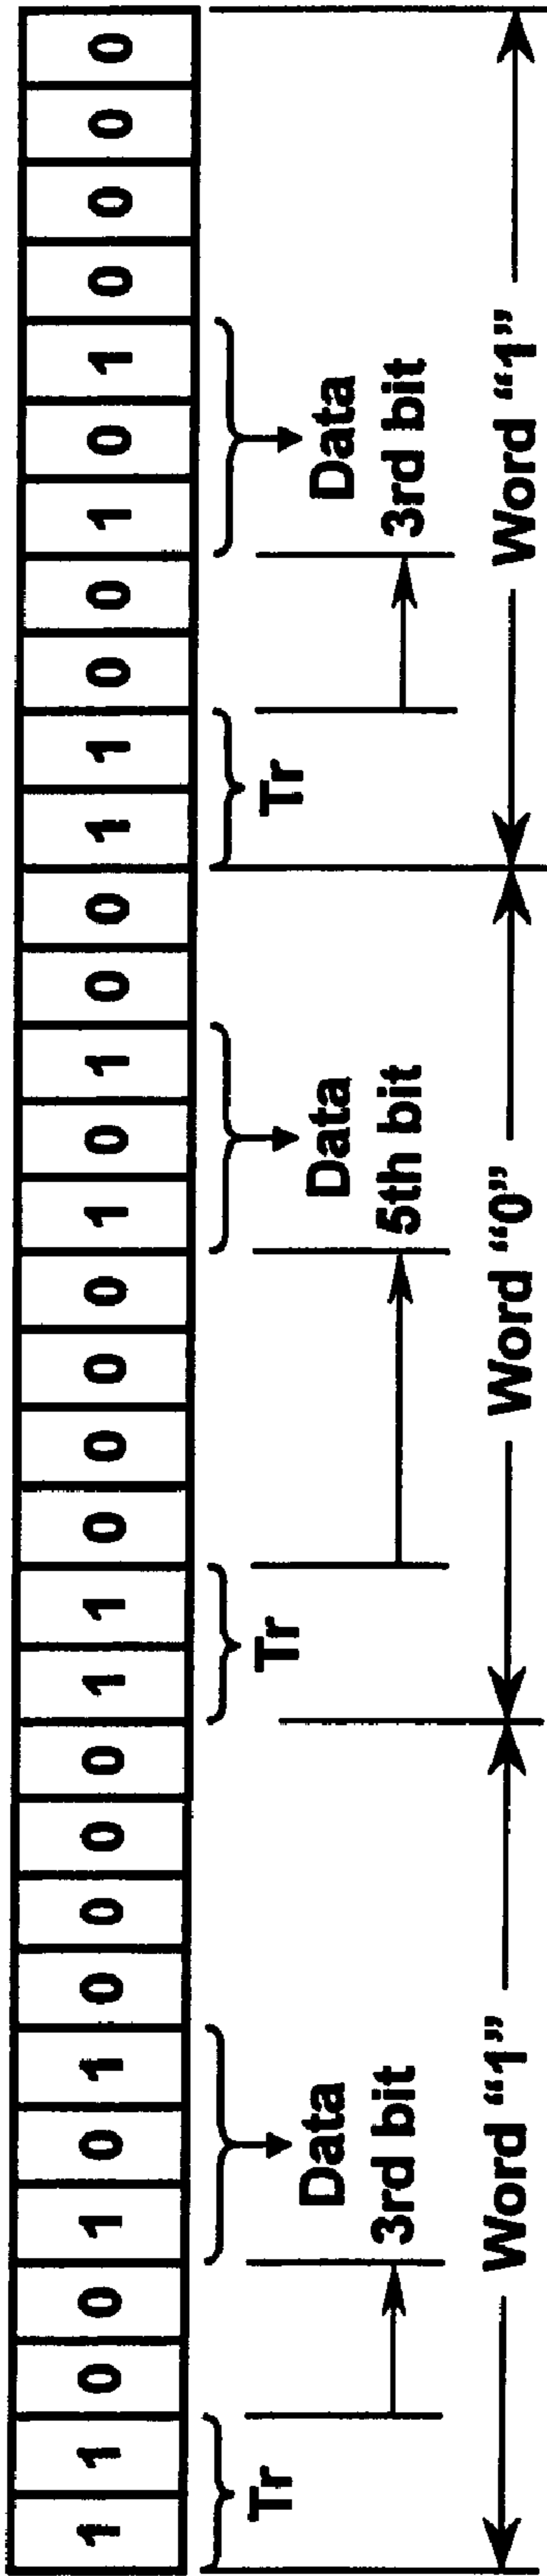 1 1 0 0 1 0 1 0 0 0 0 1 1 0 0 0 0 1 0 1 0 0 1 1 0 0 1 0 1 0 0 0 0
Tr Data Tr Data Tr Data
3rd bit 5th bit 3rd bit
Word “1” Word “0” Word “1”